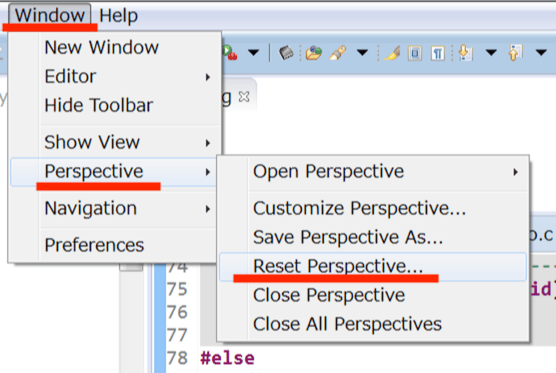 Window Help
New Window
Editor
Hide Toolbar
Show View
Perspective
Navigation
Preferences
Open Perspective
Customize Perspective...
Save Perspective As...
Reset Perspective...
Close Perspective
Close All Perspectives
g
o.c
74
75 id)
76
77
78 #else